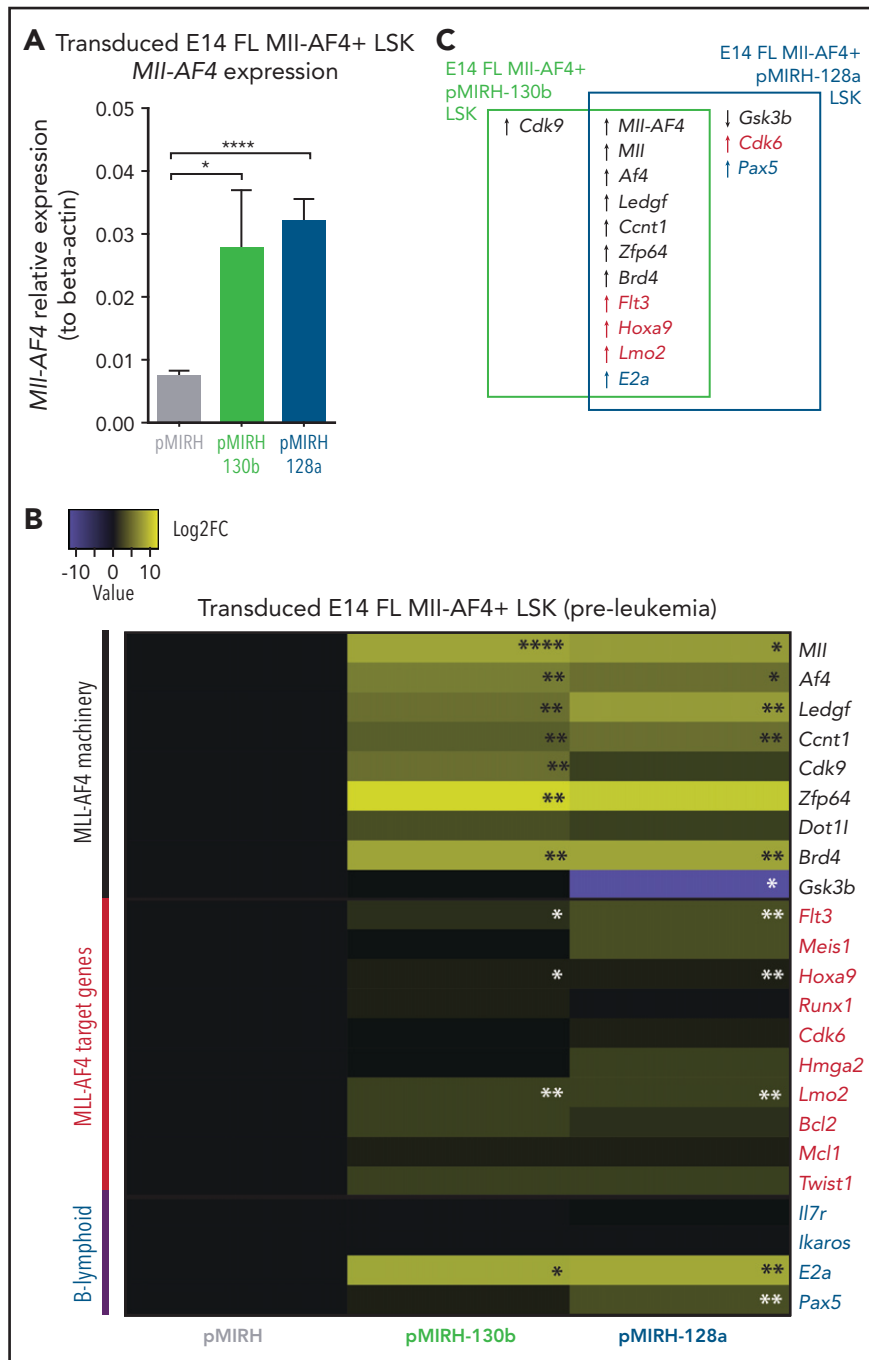 A Transduced E14 FL Mll-AF4+ LSK
Mll-AF4 expression
Mll-AF4 relative expression
(to beta-actin)
0.05
0.04
0.03
0.02
0.01
0.00
****
*
pMIRH
pMIRH
130b
pMIRH
128a
C
E14 FL Mll-AF4+
pMIRH-130b
LSK
E14 FL Mll-AF4+
pMIRH-128a
LSK
↑ Cdk9
↑ Mll-AF4
↑ Mll
↑ Af4
↑ Ledgf
↑ Ccnt1
↑ Zfp64
↑ Brd4
↑ Flt3
↑ Hoxa9
↑ Lmo2
↑ E2a
↓ Gsk3b
↑ Cdk6
↑ Pax5
B
Log2FC
-10 0 10
Value
Transduced E14 FL Mll-AF4+ LSK (pre-leukemia)
MLL-AF4 machinery
**** * Mll
** * Af4
** ** Ledgf
** ** Ccnt1
** Cdk9
** Zfp64
Dot1l
** ** Brd4
* Gsk3b
MLL-AF4 target genes
* ** Flt3
Meis1
* ** Hoxa9
Runx1
Cdk6
Hmga2
** ** Lmo2
Bcl2
Mcl1
Twist1
B-lymphoid
Il7r
Ikaros
* ** E2a
** Pax5
pMIRH pMIRH-130b pMIRH-128a